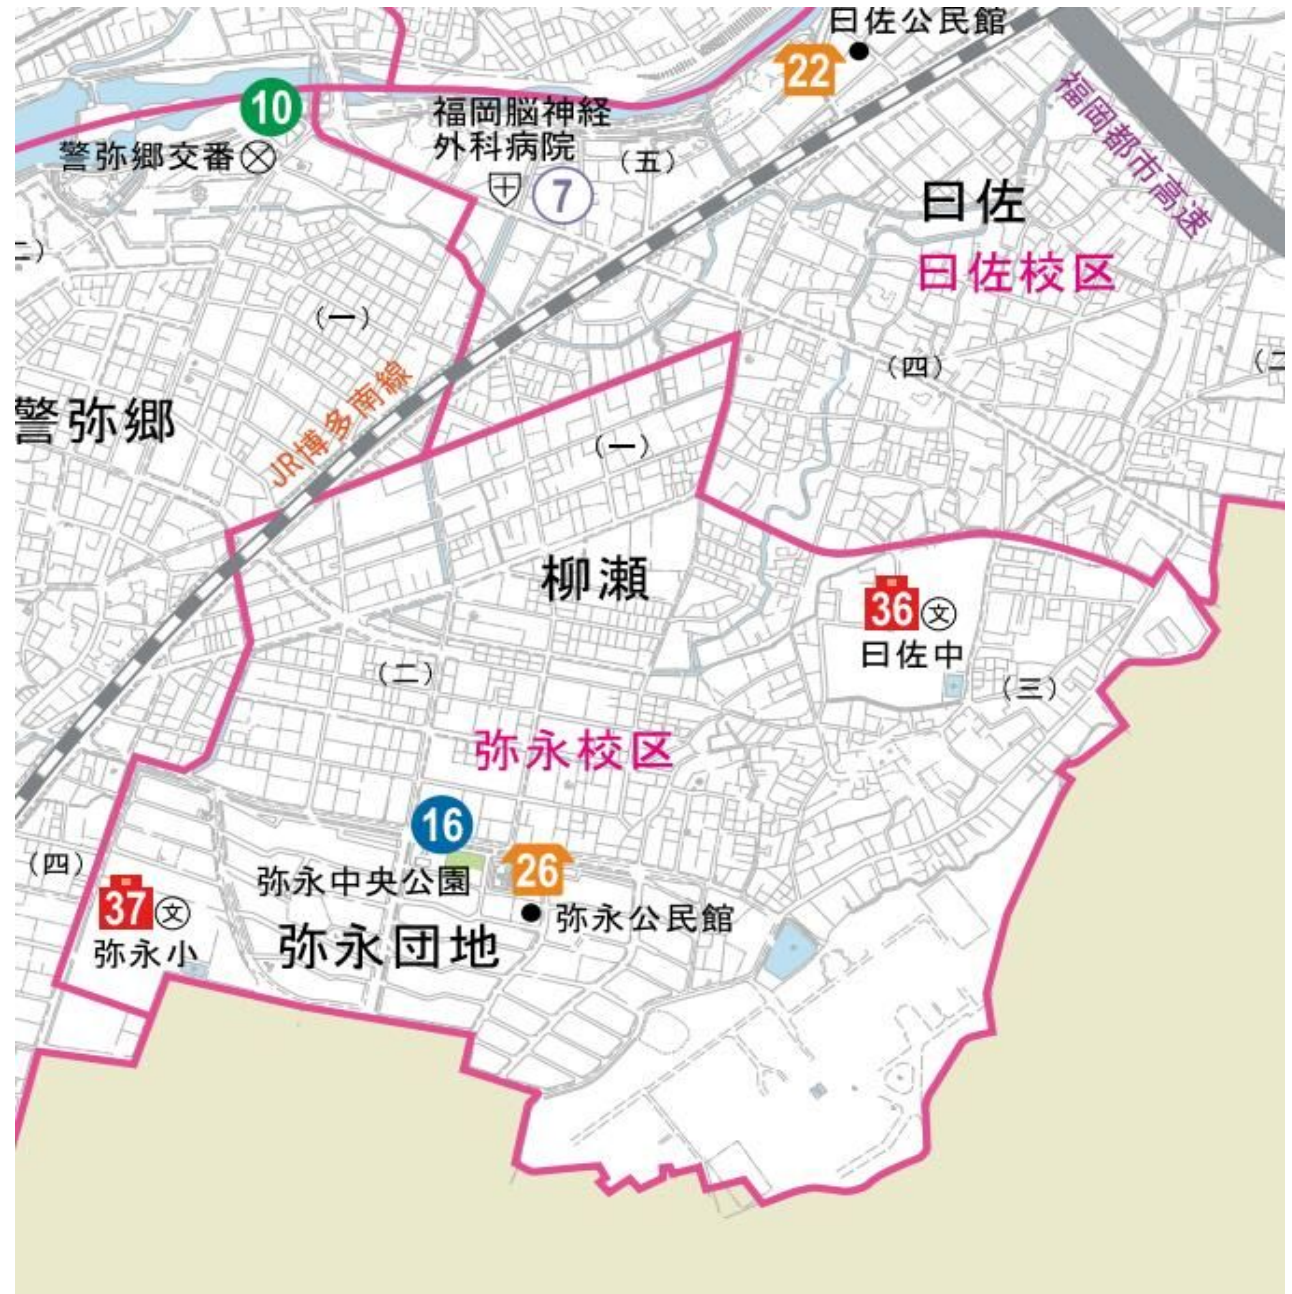 日佐公民館
22
10
福岡脳神経
外科病院
警弥郷交番
(五)
7
福岡都市高速
日佐
日佐校区
(一)
(四)
JR博多南線
警弥郷
(一)
柳瀬
36
文
日佐中
(二)
(三)
弥永校区
16
26
(四)
弥永中央公園
37
文
弥永公民館
弥永小
弥永団地